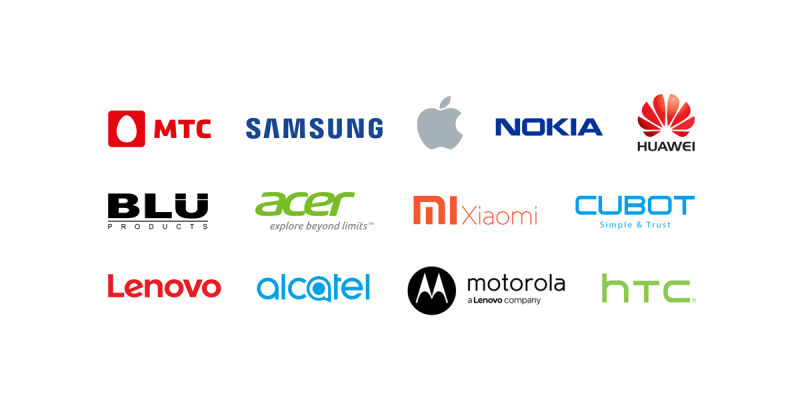 МТС
SAMSUNG
NOKIA
HUAWEI
BLU
PRODUCTS
acer
explore beyond limits™
MI Xiaomi
CUBOT
Simple & Trust
Lenovo
alcatel
motorola
a Lenovo company
hTC®